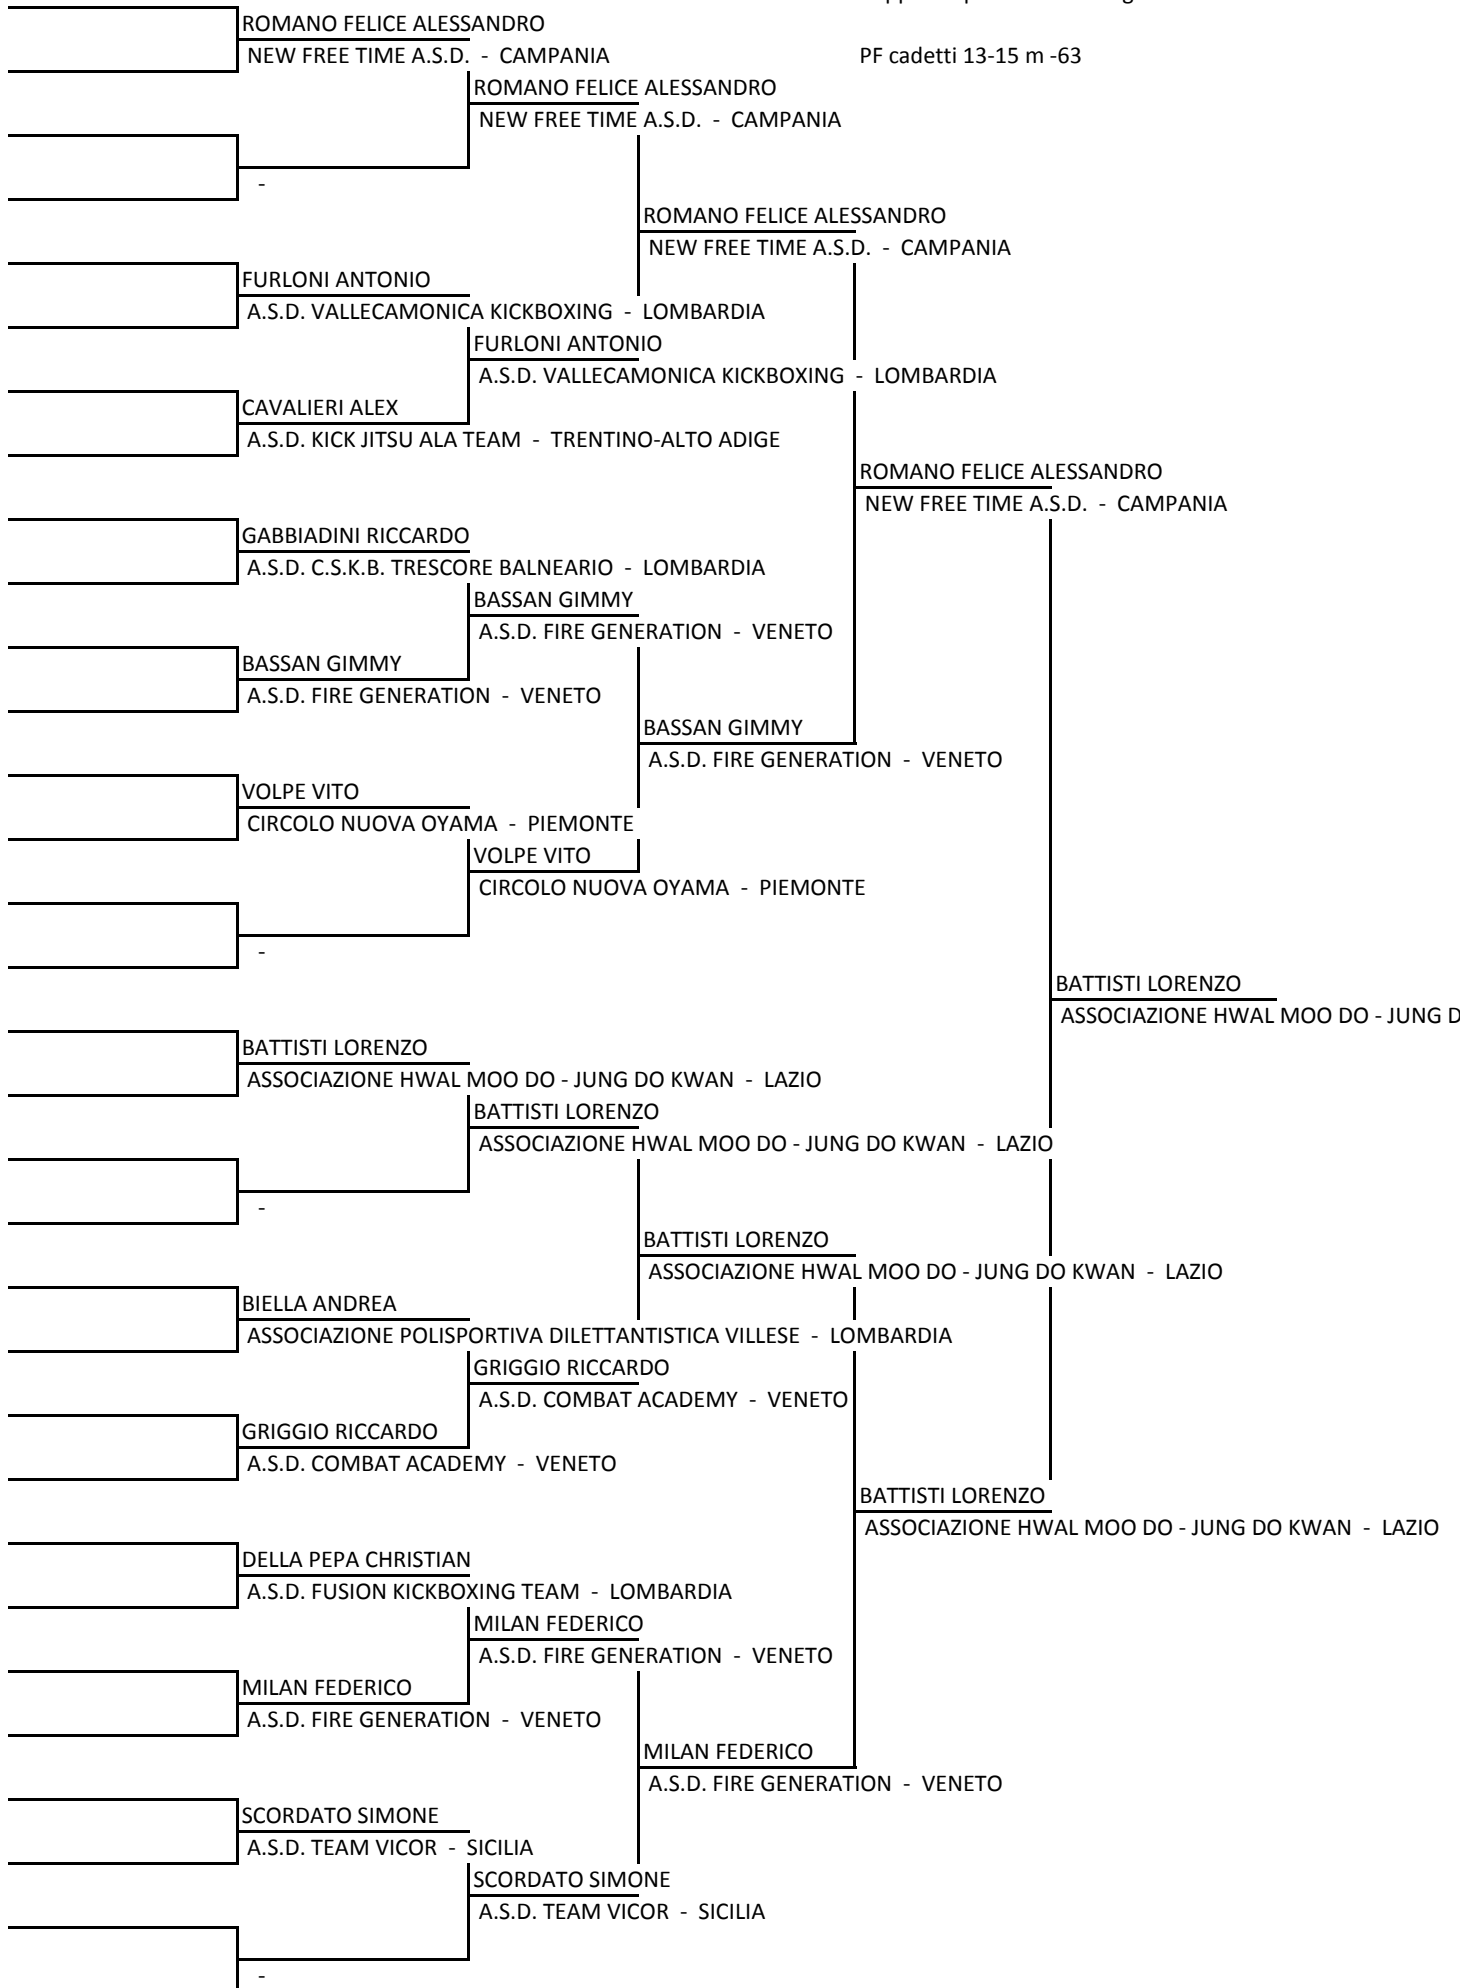 ROMANO FELICE ALESSANDRO
NEW FREE TIME A.S.D. - CAMPANIA
PF cadetti 13-15 m -63
ROMANO FELICE ALESSANDRO
NEW FREE TIME A.S.D. - CAMPANIA
-
ROMANO FELICE ALESSANDRO
NEW FREE TIME A.S.D. - CAMPANIA
FURLONI ANTONIO
A.S.D. VALLECAMONICA KICKBOXING - LOMBARDIA
FURLONI ANTONIO
A.S.D. VALLECAMONICA KICKBOXING - LOMBARDIA
CAVALIERI ALEX
A.S.D. KICK JITSU ALA TEAM - TRENTINO-ALTO ADIGE
ROMANO FELICE ALESSANDRO
NEW FREE TIME A.S.D. - CAMPANIA
GABBIADINI RICCARDO
A.S.D. C.S.K.B. TRESCORE BALNEARIO - LOMBARDIA
BASSAN GIMMY
A.S.D. FIRE GENERATION - VENETO
BASSAN GIMMY
A.S.D. FIRE GENERATION - VENETO
BASSAN GIMMY
A.S.D. FIRE GENERATION - VENETO
VOLPE VITO
CIRCOLO NUOVA OYAMA - PIEMONTE
VOLPE VITO
CIRCOLO NUOVA OYAMA - PIEMONTE
-
BATTISTI LORENZO
ASSOCIAZIONE HWAL MOO DO - JUNG D
BATTISTI LORENZO
ASSOCIAZIONE HWAL MOO DO - JUNG DO KWAN - LAZIO
BATTISTI LORENZO
ASSOCIAZIONE HWAL MOO DO - JUNG DO KWAN - LAZIO
-
BATTISTI LORENZO
ASSOCIAZIONE HWAL MOO DO - JUNG DO KWAN - LAZIO
BIELLA ANDREA
ASSOCIAZIONE POLISPORTIVA DILETTANTISTICA VILLESE - LOMBARDIA
GRIGGIO RICCARDO
A.S.D. COMBAT ACADEMY - VENETO
GRIGGIO RICCARDO
A.S.D. COMBAT ACADEMY - VENETO
BATTISTI LORENZO
ASSOCIAZIONE HWAL MOO DO - JUNG DO KWAN - LAZIO
DELLA PEPA CHRISTIAN
A.S.D. FUSION KICKBOXING TEAM - LOMBARDIA
MILAN FEDERICO
A.S.D. FIRE GENERATION - VENETO
MILAN FEDERICO
A.S.D. FIRE GENERATION - VENETO
MILAN FEDERICO
A.S.D. FIRE GENERATION - VENETO
SCORDATO SIMONE
A.S.D. TEAM VICOR - SICILIA
SCORDATO SIMONE
A.S.D. TEAM VICOR - SICILIA
-